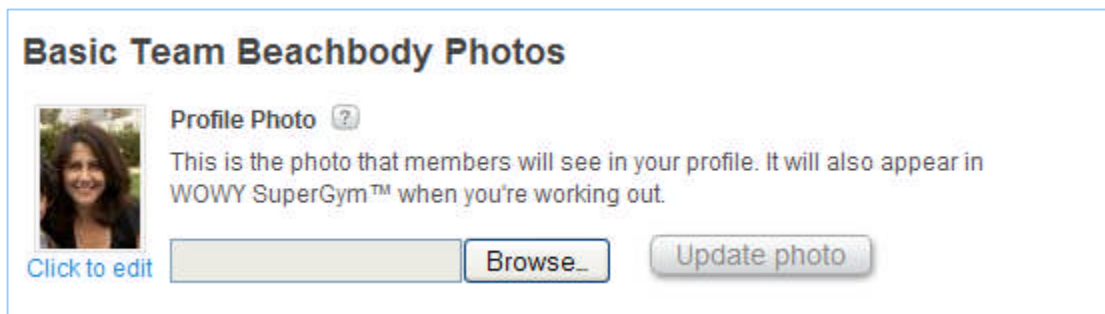 Basic Team Beachbody Photos
Profile Photo ?
This is the photo that members will see in your profile. It will also appear in
WOWY SuperGym™ when you're working out.
Click to edit
Browse...
Update photo